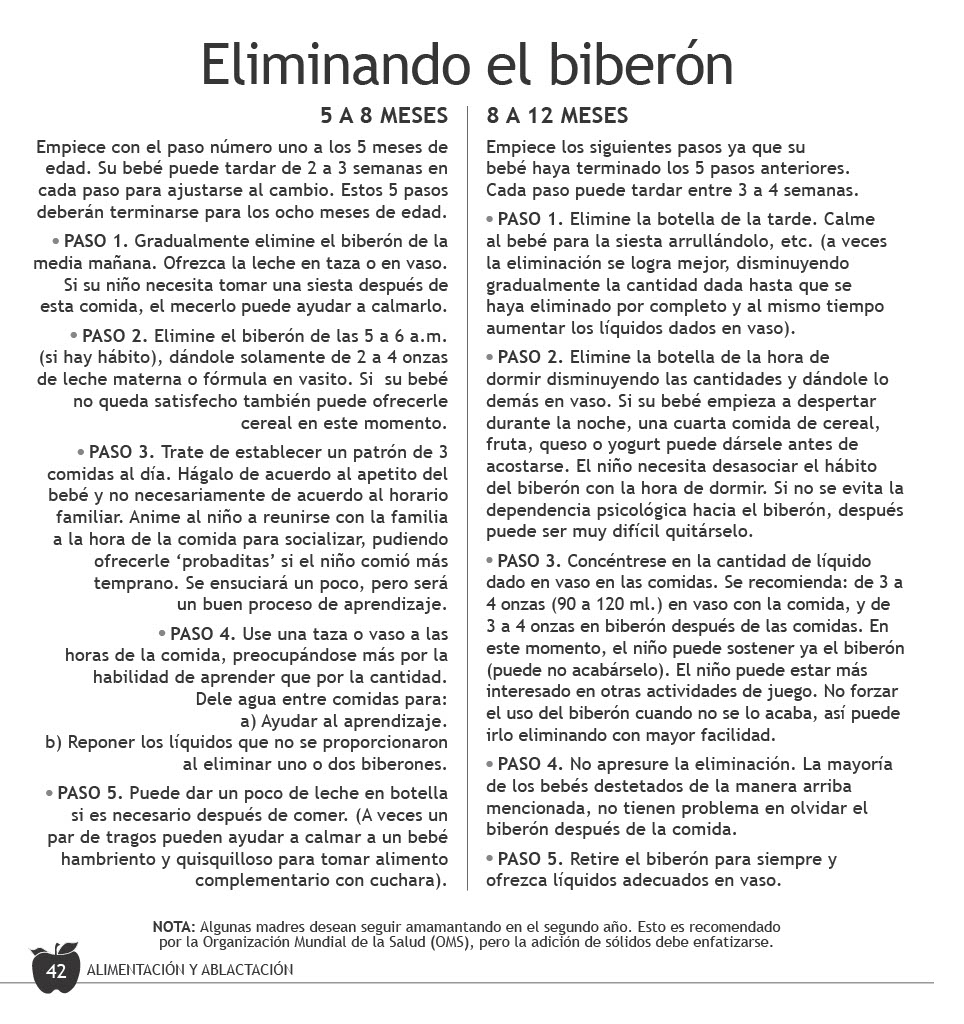 Eliminando el biberón
5 A 8 MESES
Empiece con el paso número uno a los 5 meses de
edad. Su bebé puede tardar de 2 a 3 semanas en
cada paso para ajustarse al cambio. Estos 5 pasos
deberán terminarse para los ocho meses de edad.
• PASO 1. Gradualmente elimine el biberón de la
media mañana. Ofrezca la leche en taza o en vaso.
Si su niño necesita tomar una siesta después de
esta comida, el mecerlo puede ayudar a calmarlo.
• PASO 2. Elimine el biberón de las 5 a 6 a.m.
(si hay hábito), dándole solamente de 2 a 4 onzas
de leche materna o fórmula en vasito. Si su bebé
no queda satisfecho también puede ofrecerle
cereal en este momento.
• PASO 3. Trate de establecer un patrón de 3
comidas al día. Hágalo de acuerdo al apetito del
bebé y no necesariamente de acuerdo al horario
familiar. Anime al niño a reunirse con la familia
a la hora de la comida para socializar, pudiendo
ofrecerle ‘probaditas’ si el niño comió más
temprano. Se ensuciará un poco, pero será
un buen proceso de aprendizaje.
• PASO 4. Use una taza o vaso a las
horas de la comida, preocupándose más por la
habilidad de aprender que por la cantidad.
Dele agua entre comidas para:
a) Ayudar al aprendizaje.
b) Reponer los líquidos que no se proporcionaron
al eliminar uno o dos biberones.
• PASO 5. Puede dar un poco de leche en botella
si es necesario después de comer. (A veces un
par de tragos pueden ayudar a calmar a un bebé
hambriento y quisquilloso para tomar alimento
complementario con cuchara).
8 A 12 MESES
Empiece los siguientes pasos ya que su
bebé haya terminado los 5 pasos anteriores.
Cada paso puede tardar entre 3 a 4 semanas.
• PASO 1. Elimine la botella de la tarde. Calme
al bebé para la siesta arrullándolo, etc. (a veces
la eliminación se logra mejor, disminuyendo
gradualmente la cantidad dada hasta que se
haya eliminado por completo y al mismo tiempo
aumentar los líquidos dados en vaso).
• PASO 2. Elimine la botella de la hora de
dormir disminuyendo las cantidades y dándole lo
demás en vaso. Si su bebé empieza a despertar
durante la noche, una cuarta comida de cereal,
fruta, queso o yogurt puede dársele antes de
acostarse. El niño necesita desasociar el hábito
del biberón con la hora de dormir. Si no se evita la
dependencia psicológica hacia el biberón, después
puede ser muy difícil quitárselo.
• PASO 3. Concéntrese en la cantidad de líquido
dado en vaso en las comidas. Se recomienda: de 3 a
4 onzas (90 a 120 ml.) en vaso con la comida, y de
3 a 4 onzas en biberón después de las comidas. En
este momento, el niño puede sostener ya el biberón
(puede no acabárselo). El niño puede estar más
interesado en otras actividades de juego. No forzar
el uso del biberón cuando no se lo acaba, así puede
irlo eliminando con mayor facilidad.
• PASO 4. No apresure la eliminación. La mayoría
de los bebés destetados de la manera arriba
mencionada, no tienen problema en olvidar el
biberón después de la comida.
• PASO 5. Retire el biberón para siempre y
ofrezca líquidos adecuados en vaso.
NOTA: Algunas madres desean seguir amamantando en el segundo año. Esto es recomendado
por la Organización Mundial de la Salud (OMS), pero la adición de sólidos debe enfatizarse.
42 ALIMENTACIÓN Y ABLACTACIÓN